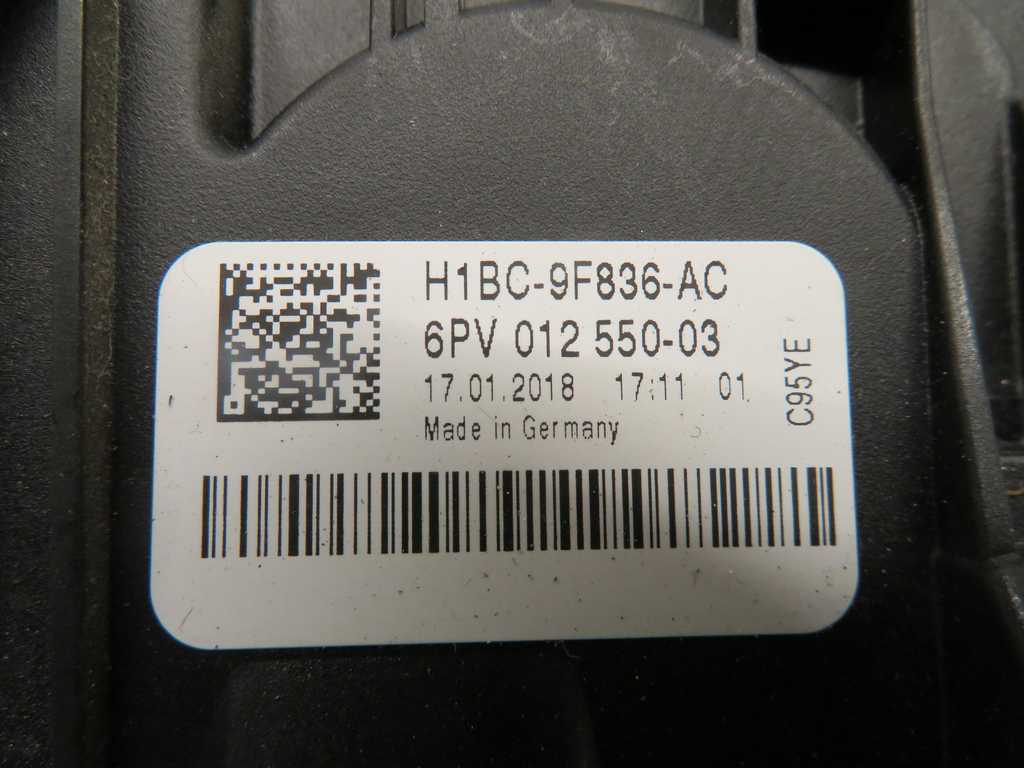 H1BC-9F836-AC
6PV 012 550-03
17.01.2018 17:11 01
Made in Germany
C95YE